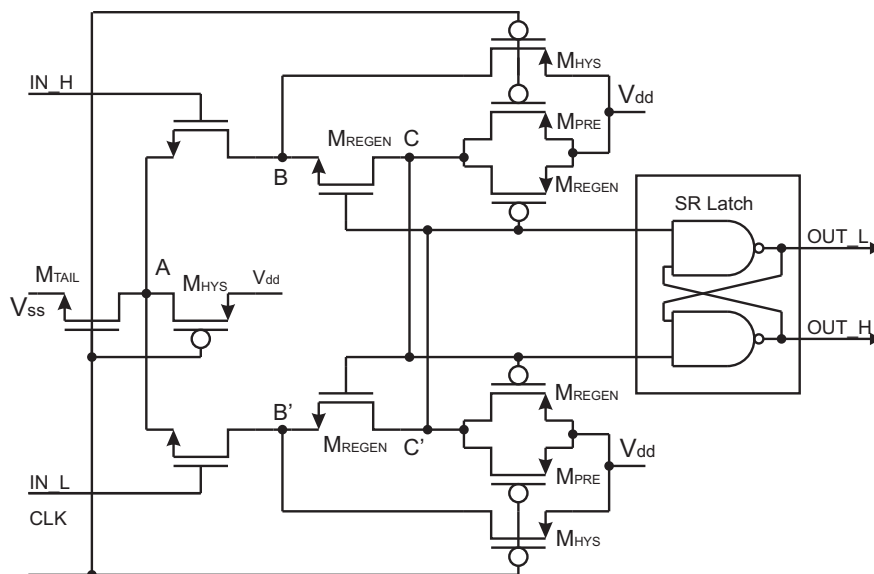 MHYS
IN_H
Vdd
MPRE
MREGEN
C
B
MREGEN
SR Latch
OUT_L
MTAIL
A
MHYS
Vdd
Vss
OUT_H
B'
MREGEN
MREGEN
C'
Vdd
IN_L
MPRE
CLK
MHYS